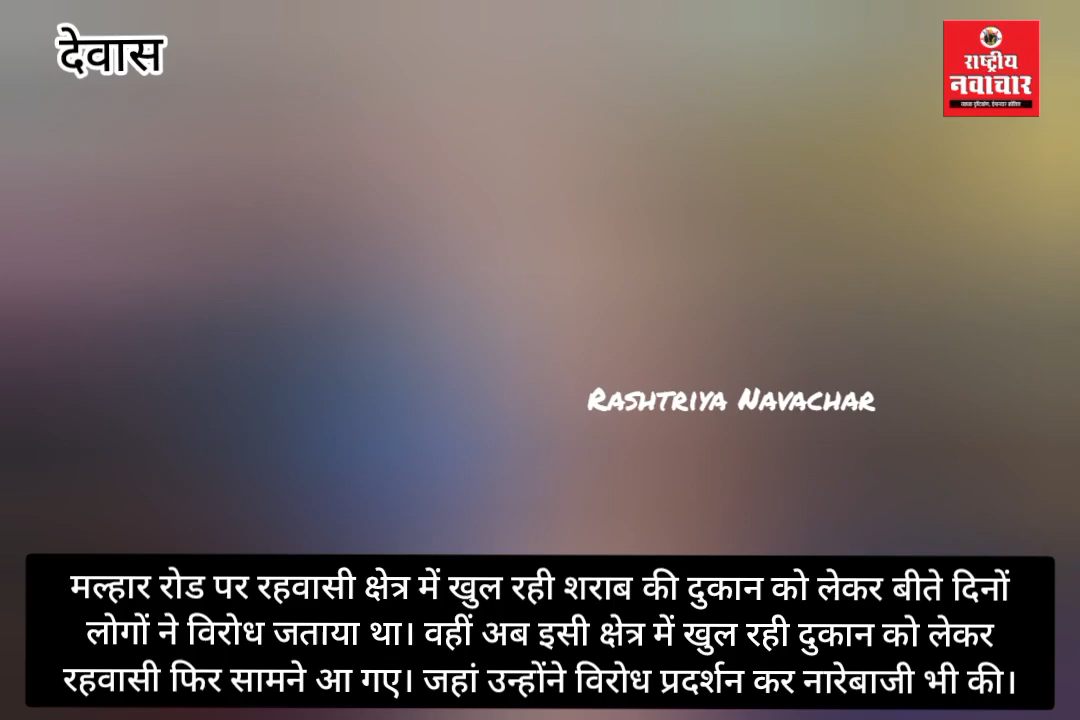 देवास
राष्ट्रीय
नवाचार
Rashtriya Navachar
मल्हार रोड पर रहवासी क्षेत्र में खुल रही शराब की दुकान को लेकर बीते दिनों
लोगों ने विरोध जताया था। वहीं अब इसी क्षेत्र में खुल रही दुकान को लेकर
रहवासी फिर सामने आ गए। जहां उन्होंने विरोध प्रदर्शन कर नारेबाजी भी की।